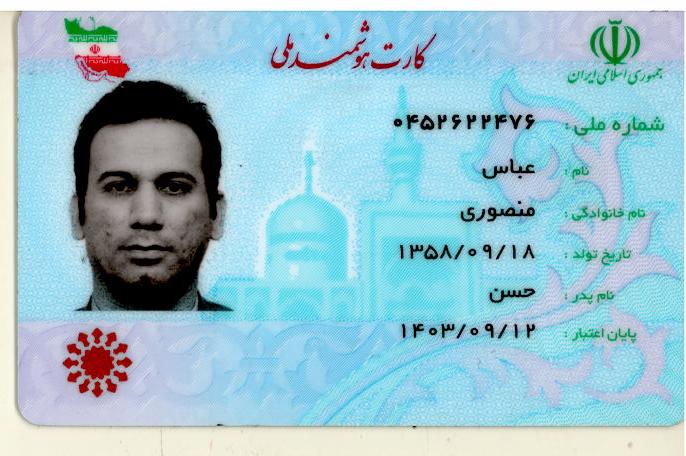 کارت هوشمند ملی
جمهوری اسلامی ایران
شماره ملی: ۰۴۵۲۶۲۲۴۷۶
نام: عباس
نام خانوادگی: منصوری
تاریخ تولد: ۱۳۵۸/۰۹/۱۸
نام پدر: حسن
پایان اعتبار: ۱۴۰۳/۰۹/۱۲